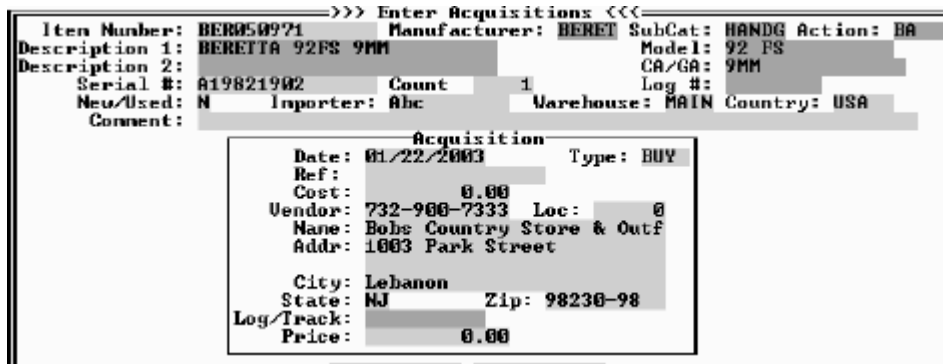 >>> Enter Acquisitions <<<
Item Number: BER050971 Manufacturer: BERET SubCat: HANDG Action: BA
Description 1: BERETTA 92FS 9MM Model: 92 FS
Description 2: CA/GA: 9MM
Serial #: A19821902 Count 1 Log #:
New/Used: N Importer: Abc Warehouse: MAIN Country: USA
Comment:
Acquisition
Date: 01/22/2003 Type: BUY
Ref:
Cost: 0.00
Vendor: 732-900-7333 Loc: 0
Name: Bobs Country Store & Outf
Addr: 1003 Park Street
City: Lebanon
State: NJ Zip: 98230-98
Log/Track:
Price: 0.00